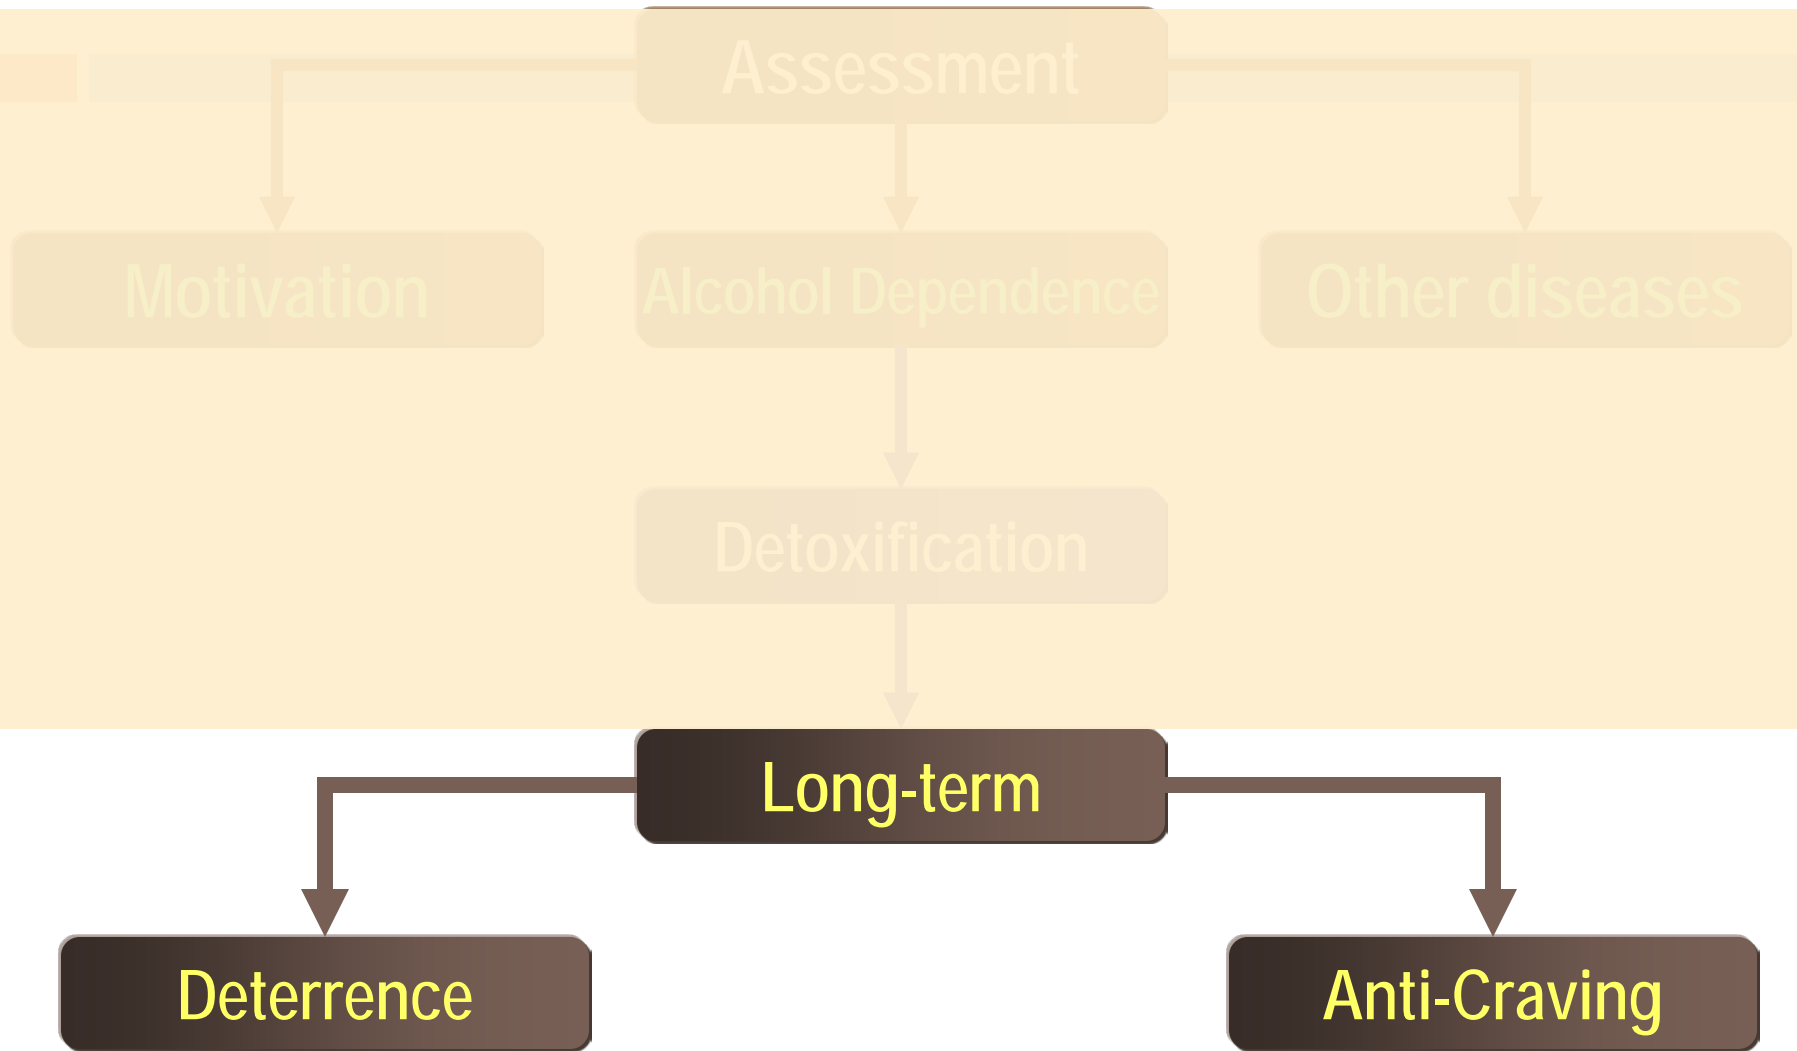 Assessment
Motivation
Alcohol Dependence
Other diseases
Detoxification
Long-term
Deterrence
Anti-Craving